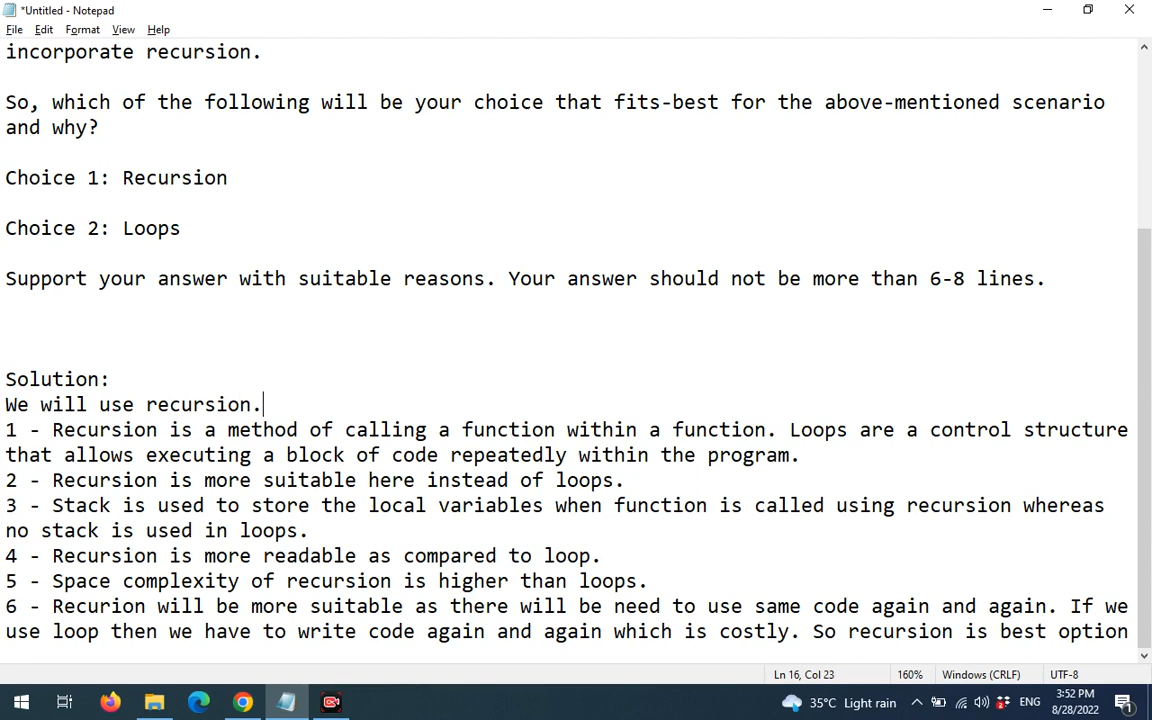 *Untitled - Notepad
File Edit Format View Help
incorporate recursion.
So, which of the following will be your choice that fits-best for the above-mentioned scenario
and why?
Choice 1: Recursion
Choice 2: Loops
Support your answer with suitable reasons. Your answer should not be more than 6-8 lines.
Solution:
We will use recursion.
1 - Recursion is a method of calling a function within a function. Loops are a control structure
that allows executing a block of code repeatedly within the program.
2 - Recursion is more suitable here instead of loops.
3 - Stack is used to store the local variables when function is called using recursion whereas
no stack is used in loops.
4 - Recursion is more readable as compared to loop.
5 - Space complexity of recursion is higher than loops.
6 - Recurion will be more suitable as there will be need to use same code again and again. If we
use loop then we have to write code again and again which is costly. So recursion is best option
Ln 16, Col 23 160% Windows (CRLF) UTF-8
35°C Light rain ENG 3:52 PM
8/28/2022 1